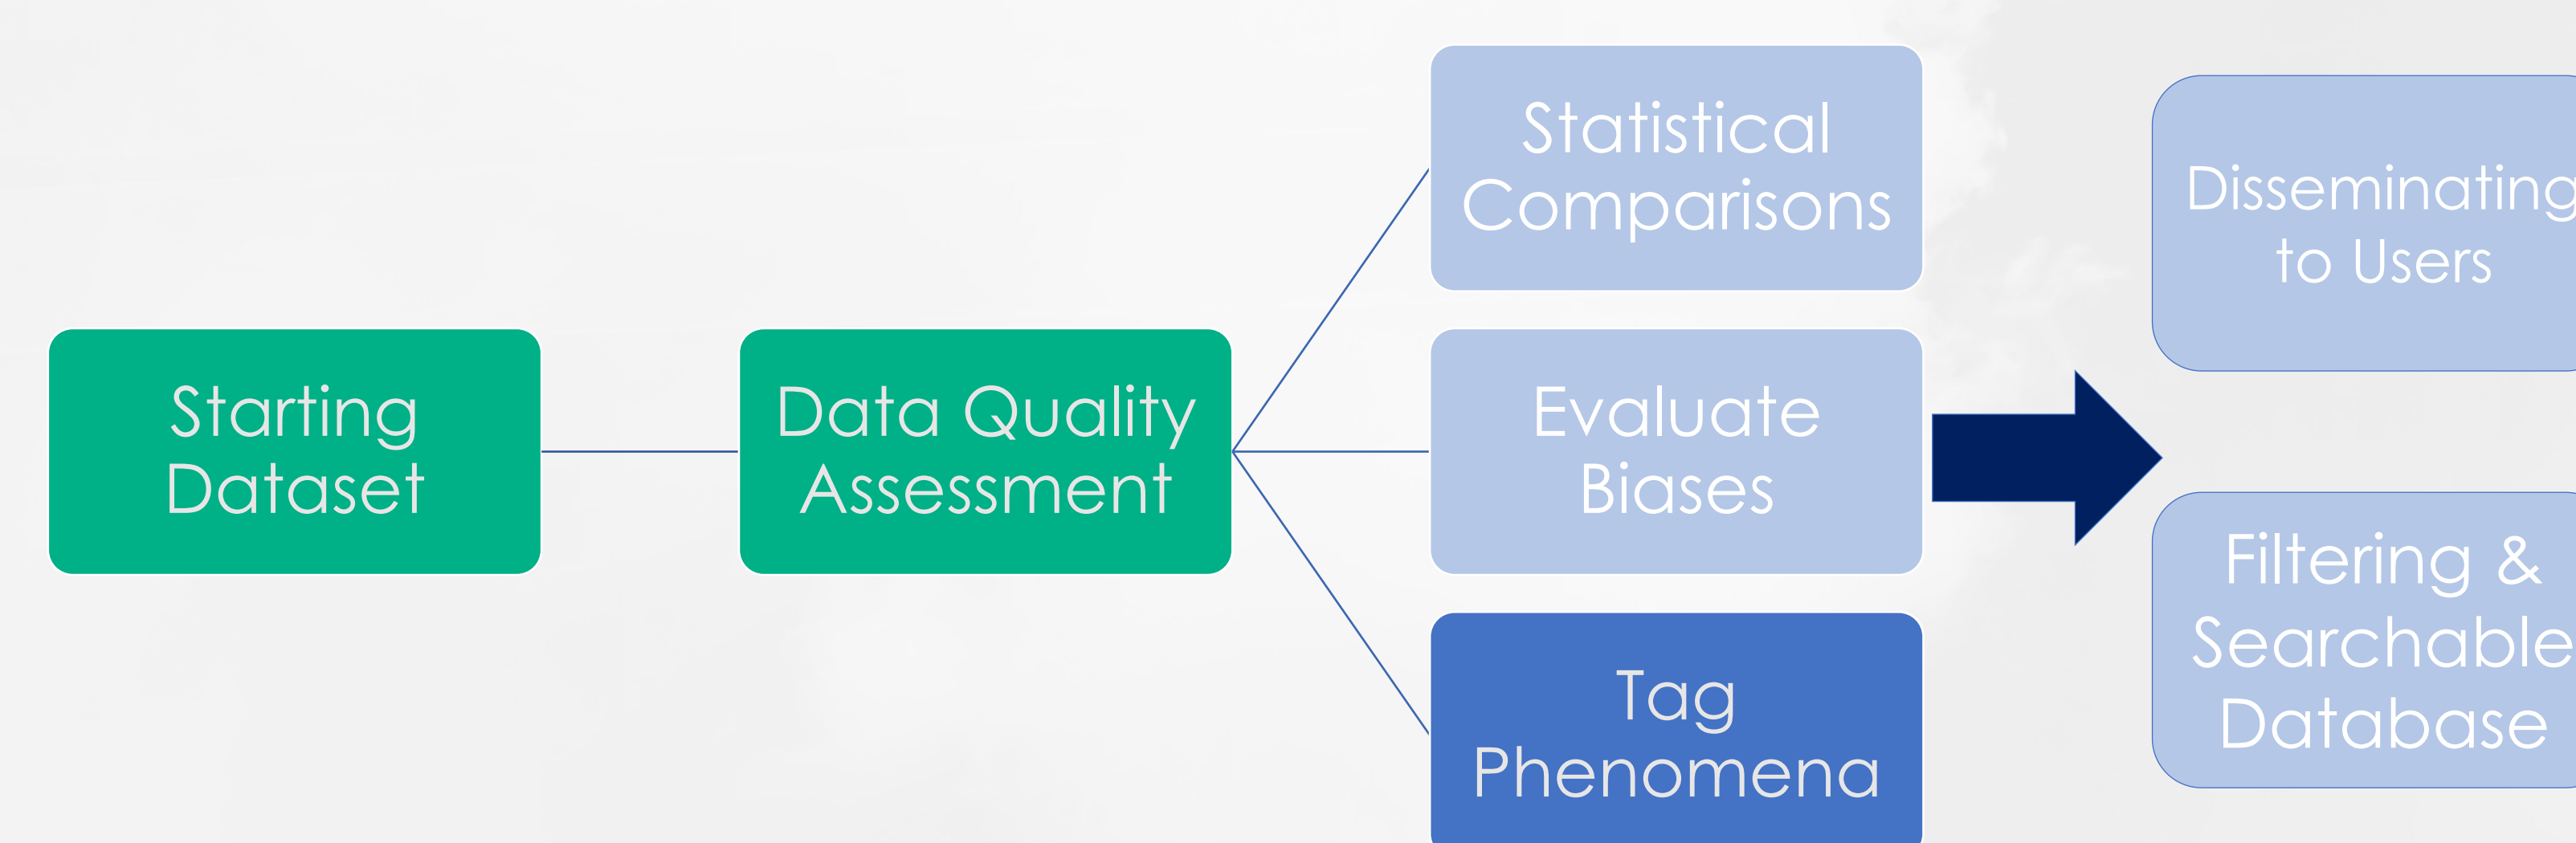 Starting
Dataset
Data Quality
Assessment
Statistical
Comparisons
Evaluate
Biases
Tag
Phenomena
Disseminating
to Users
Filtering &
Searchable
Database